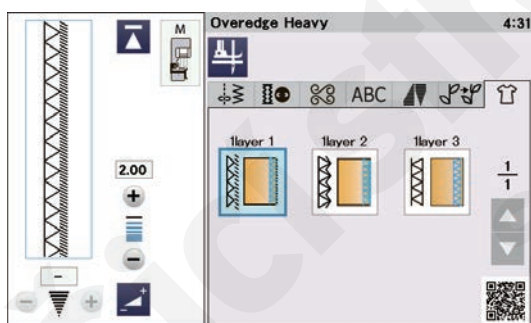 Overedge Heavy
4:31
M
ABC
1layer 1
1layer 2
1layer 3
2.00
1
1
-